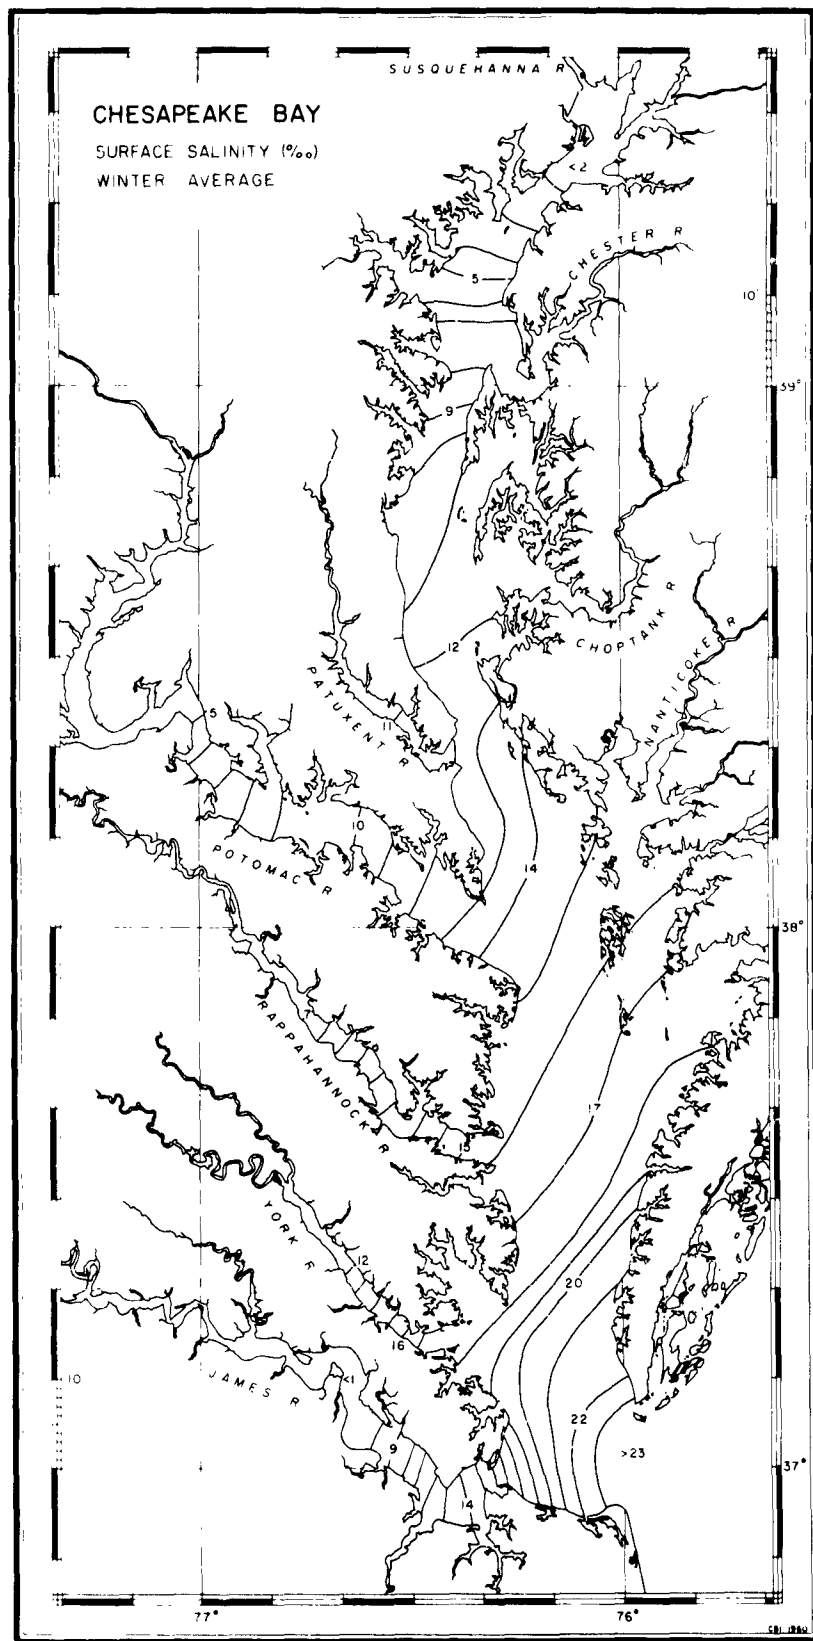 SUSQUEHANNA R
CHESAPEAKE BAY
SURFACE SALINITY (‰)
WINTER AVERAGE
<2
CHESTER R
5
10'
39°
9
12
CHOPTANK R
NANTICOKE R
PATUXENT R
11
5
10
POTOMAC R
14
38°
RAPPAHANNOCK R
17
YORK R
12
20
16
JAMES R
<1
10
22
9
>23
37°
14
77°
76°
CBI 1960